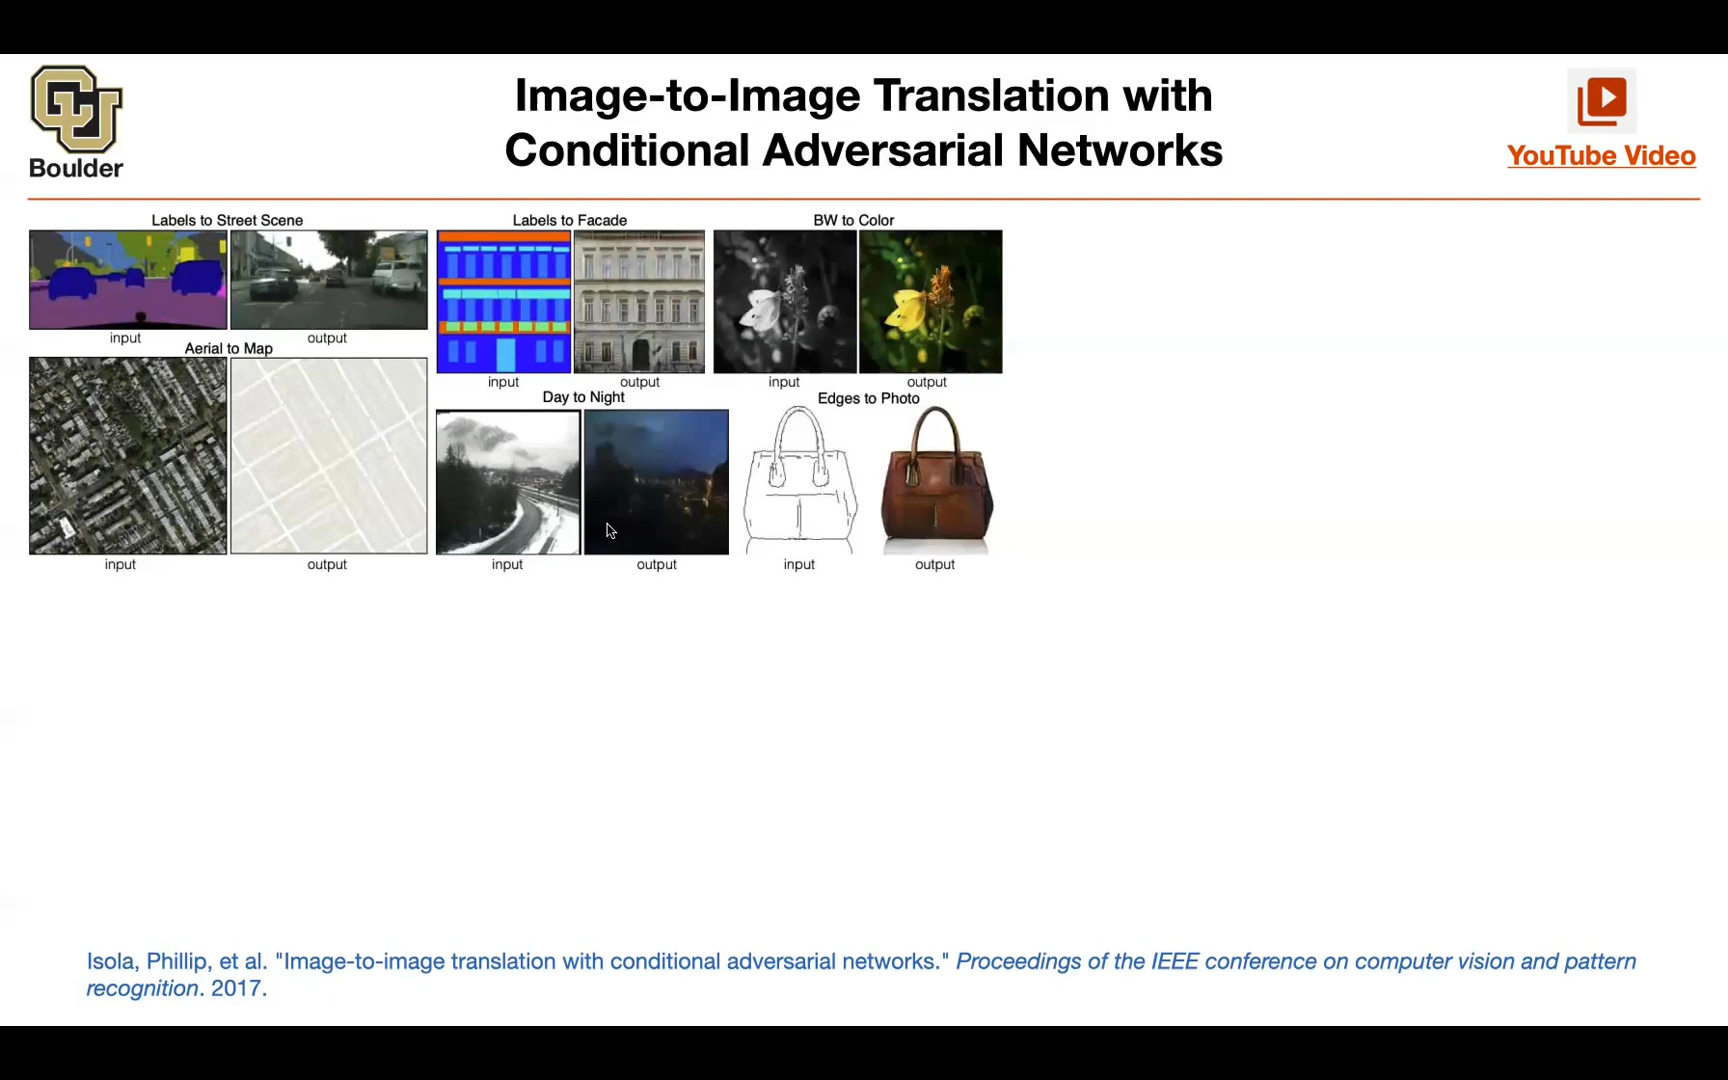 CU
Boulder
Image-to-Image Translation with
Conditional Adversarial Networks
YouTube Video
Labels to Street Scene
input
output
Aerial to Map
input
output
Labels to Facade
input
output
BW to Color
input
output
Day to Night
input
output
Edges to Photo
input
output
Isola, Phillip, et al. "Image-to-image translation with conditional adversarial networks." Proceedings of the IEEE conference on computer vision and pattern
recognition. 2017.